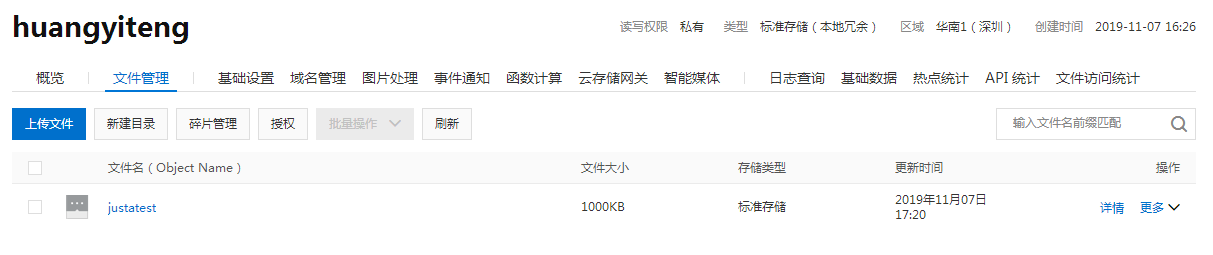 huangyiteng 读写权限 私有 类型 标准存储（本地冗余） 区域 华南1（深圳） 创建时间 2019-11-07 16:26
概览 文件管理 基础设置 域名管理 图片处理 事件通知 函数计算 云存储网关 智能媒体 日志查询 基础数据 热点统计 API 统计 文件访问统计
上传文件 新建目录 碎片管理 授权 批量操作 刷新 输入文件名前缀匹配
文件名（Object Name） 文件大小 存储类型 更新时间 操作
justatest 1000KB 标准存储 2019年11月07日 详情 更多
17:20